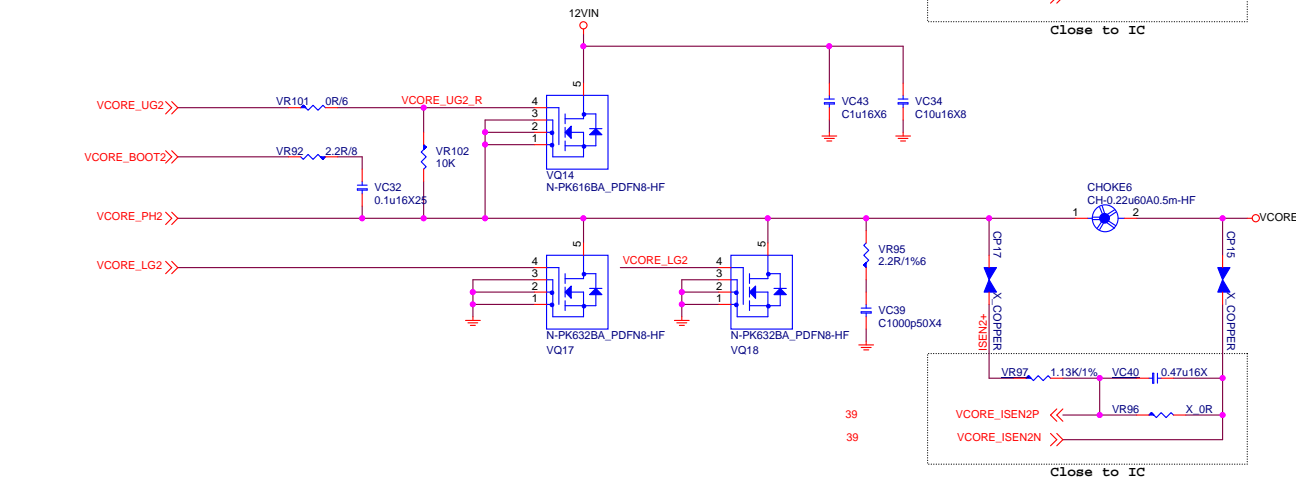 Close to IC
12VIN
5
VCORE_UG2
VR101
0R/6
VCORE_UG2_R
4
3
2
1
VC43
C1u16X6
VC34
C10u16X8
VCORE_BOOT2
VR92
2.2R/8
VR102
10K
VC32
0.1u16X25
VQ14
N-PK616BA_PDFN8-HF
CHOKE6
CH-0.22u60A0.5m-HF
VCORE_PH2
1
2
VCORE
5
5
VR95
2.2R/1%6
CP17
CP15
VCORE_LG2
4
3
2
1
VCORE_LG2
4
3
2
1
X_COPPER
X_COPPER
VC39
C1000p50X4
ISEN2+
N-PK632BA_PDFN8-HF
VQ17
N-PK632BA_PDFN8-HF
VQ18
VR97
1.13K/1%
VC40
0.47u16X
39
VCORE_ISEN2P
VR96
X_0R
39
VCORE_ISEN2N
Close to IC